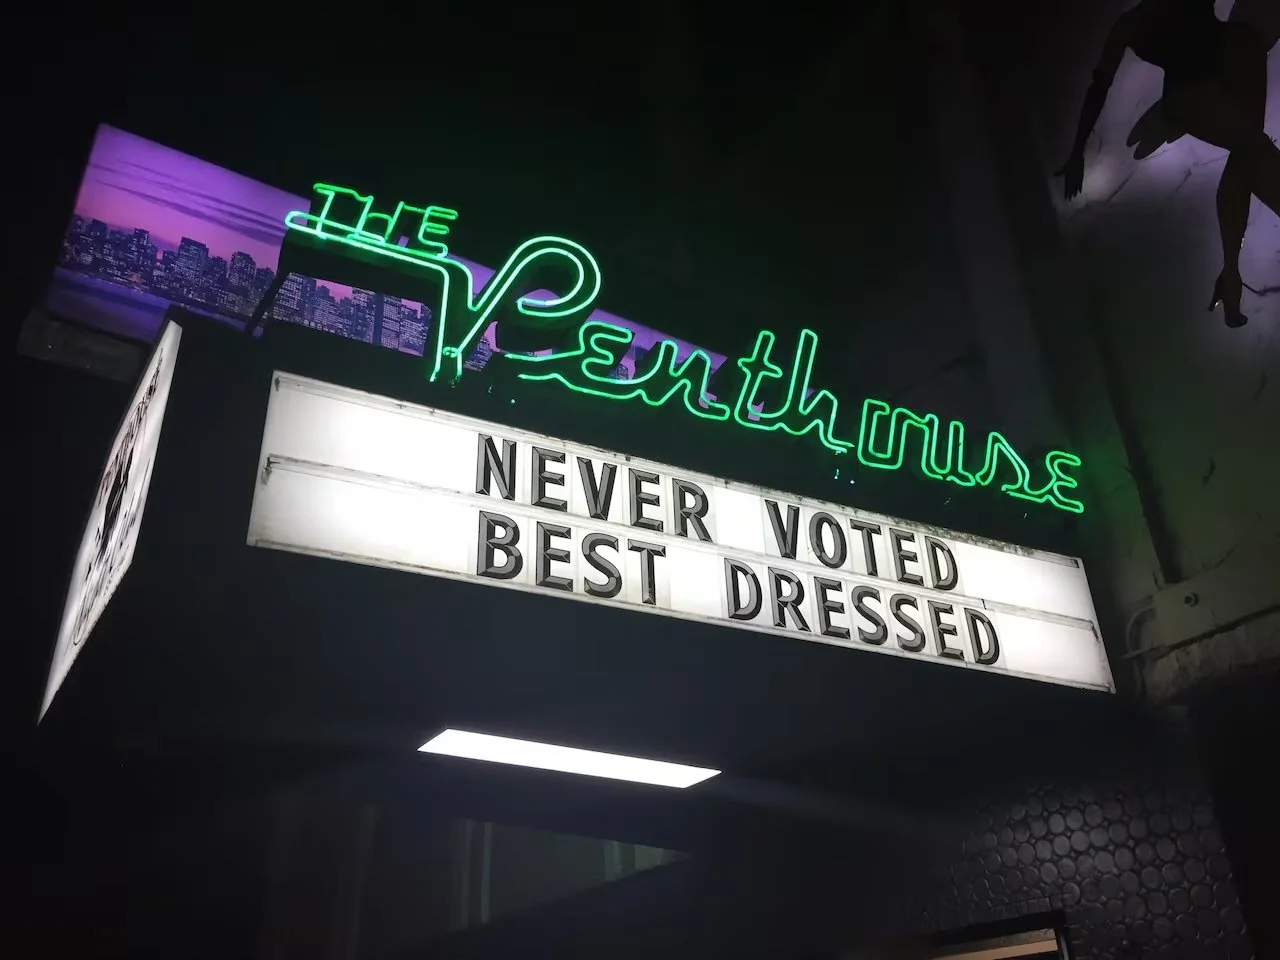 THE
Penthouse
NEVER VOTED
BEST DRESSED